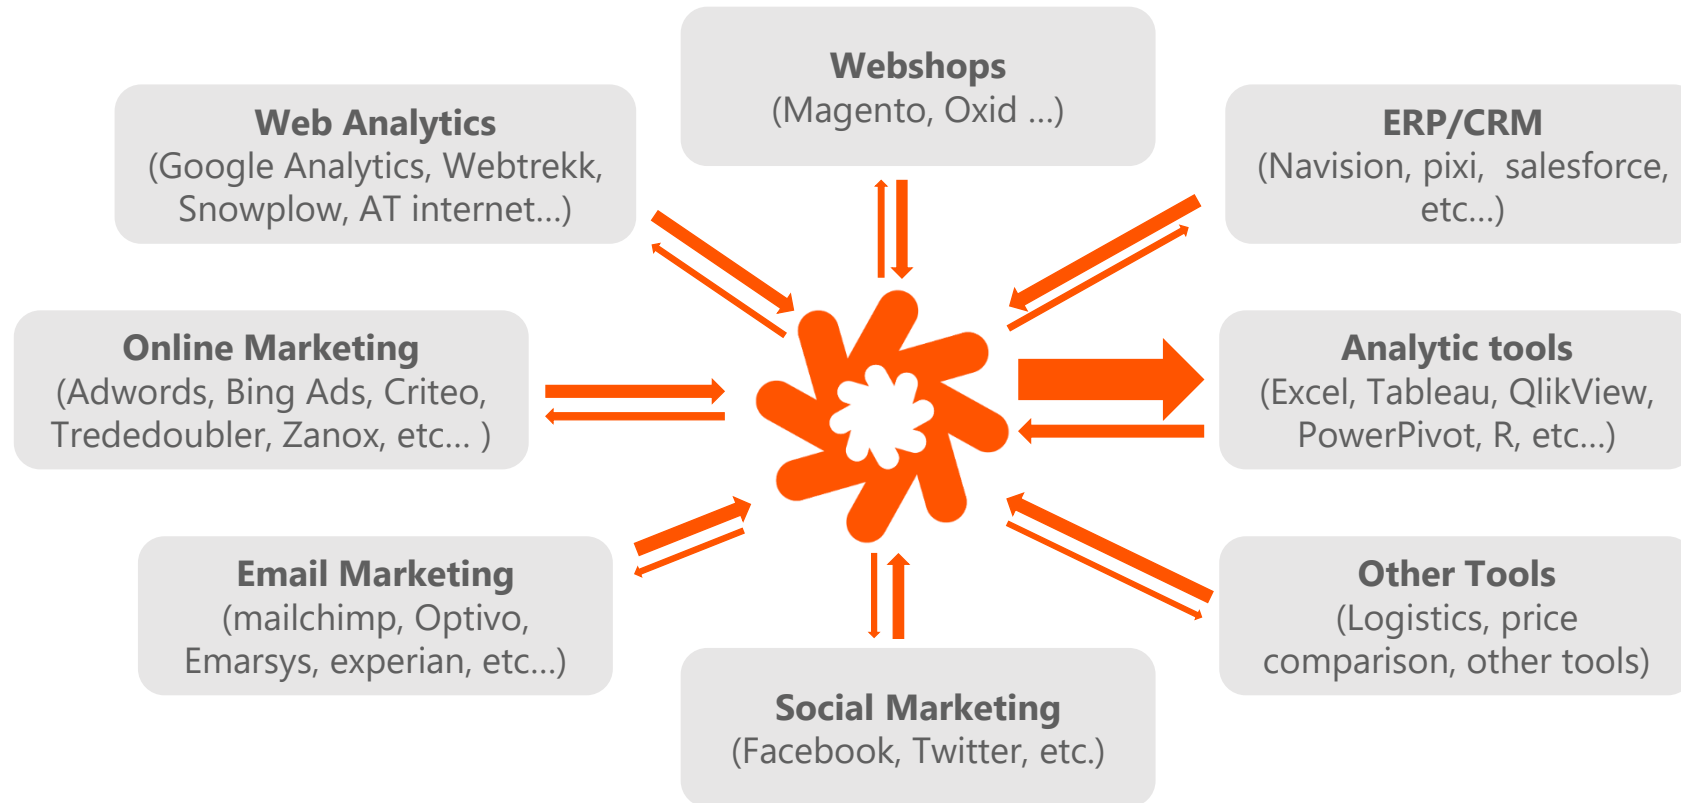 Webshops
(Magento, Oxid ...)
Web Analytics
(Google Analytics, Webtrekk,
Snowplow, AT internet...)
ERP/CRM
(Navision, pixi,  salesforce,
etc...)
Online Marketing
(Adwords, Bing Ads, Criteo,
Trededoubler, Zanox, etc... )
Analytic tools
(Excel, Tableau, QlikView,
PowerPivot, R, etc...)
Email Marketing
(mailchimp, Optivo,
Emarsys, experian, etc...)
Other Tools
(Logistics, price
comparison, other tools)
Social Marketing
(Facebook, Twitter, etc.)